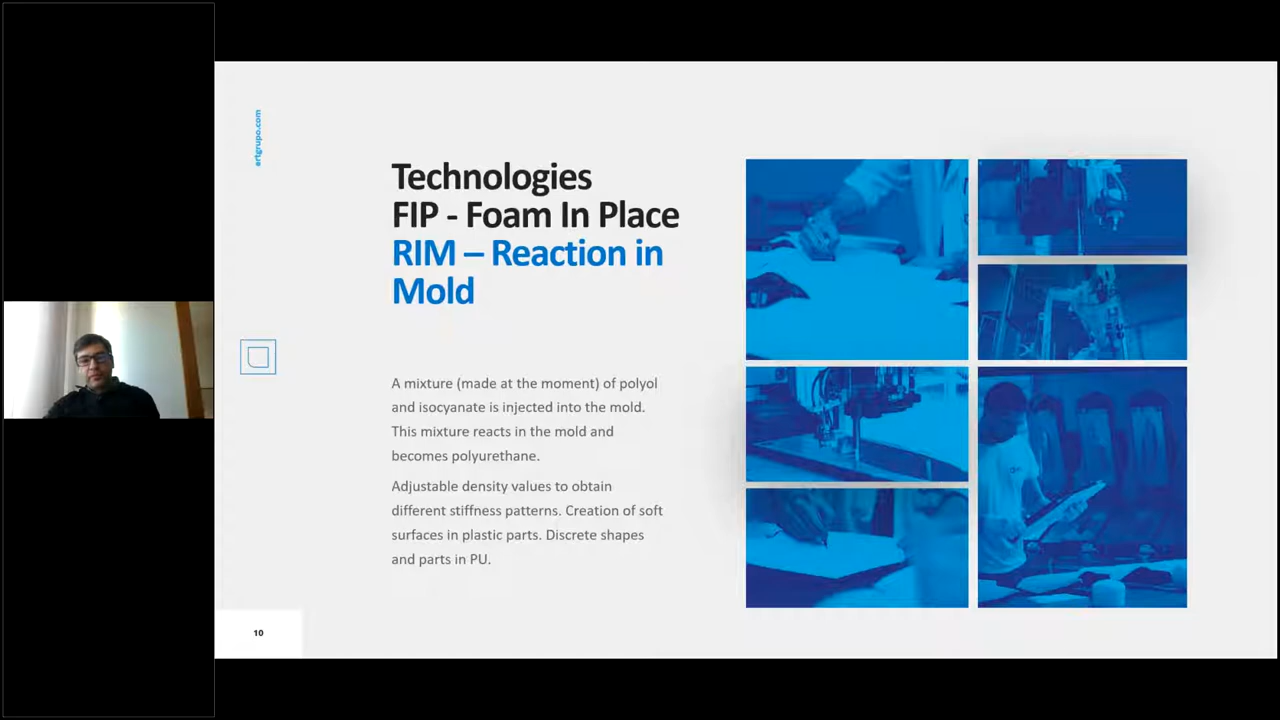 artgrupo.com
Technologies
FIP - Foam In Place
RIM – Reaction in
Mold
A mixture (made at the moment) of polyol
and isocyanate is injected into the mold.
This mixture reacts in the mold and
becomes polyurethane.
Adjustable density values to obtain
different stiffness patterns. Creation of soft
surfaces in plastic parts. Discrete shapes
and parts in PU.
10